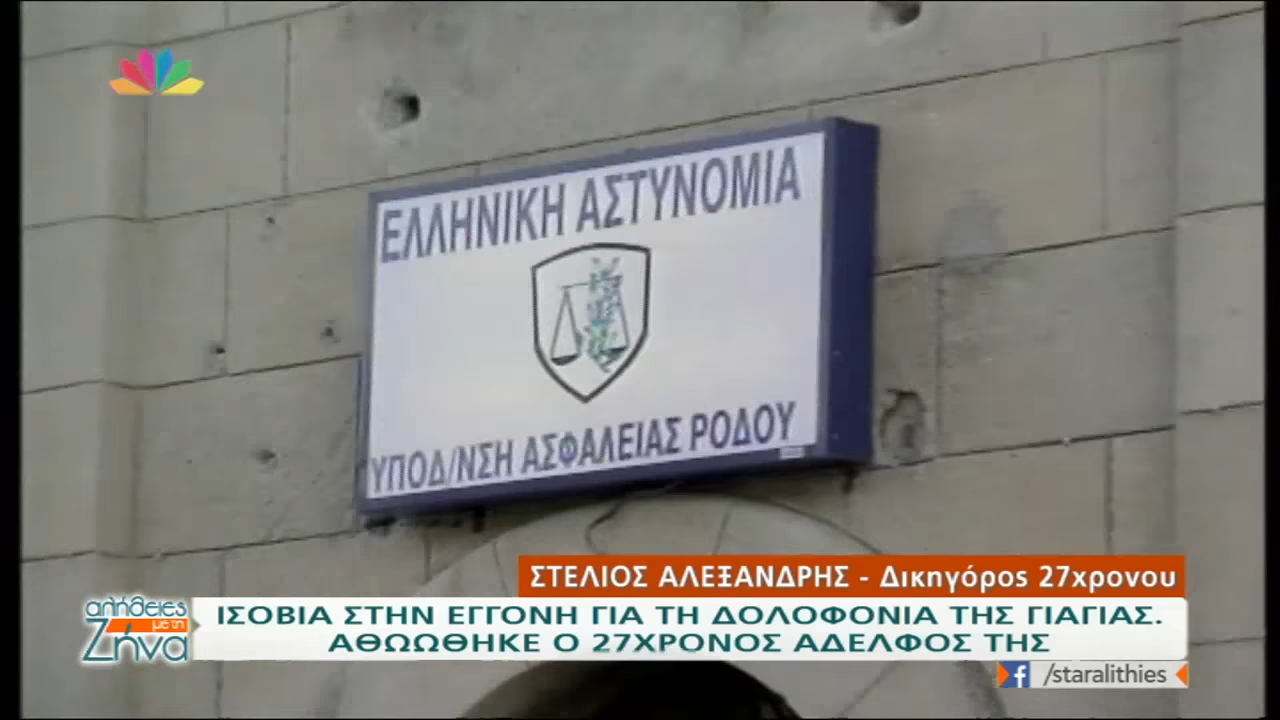 ΕΛΛΗΝΙΚΗ ΑΣΤΥΝΟΜΙΑ
ΥΠΟΔ/ΝΣΗ ΑΣΦΑΛΕΙΑΣ ΡΟΔΟΥ
ΣΤΕΛΙΟΣ ΑΛΕΞΑΝΔΡΗΣ - Δικηγόρος 27χρονου
αλήθειες
με τη
Ζήνα
ΙΣΟΒΙΑ ΣΤΗΝ ΕΓΓΟΝΗ ΓΙΑ ΤΗ ΔΟΛΟΦΟΝΙΑ ΤΗΣ ΓΙΑΓΙΑΣ.
ΑΘΩΩΘΗΚΕ Ο 27ΧΡΟΝΟΣ ΑΔΕΛΦΟΣ ΤΗΣ
f /staralithies